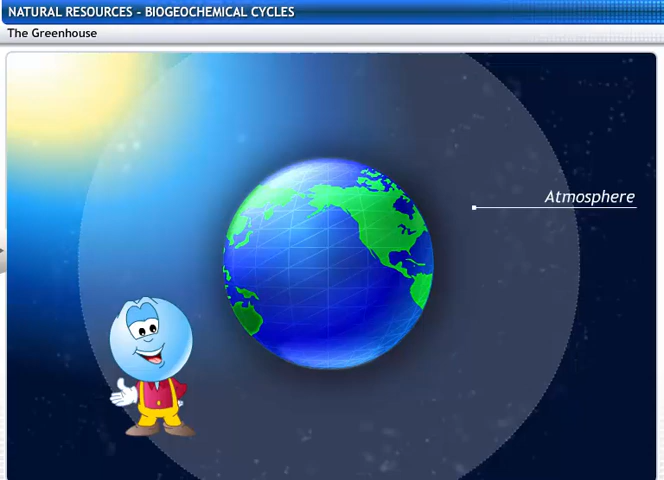 NATURAL RESOURCES - BIOGEOCHEMICAL CYCLES
The Greenhouse
Atmosphere